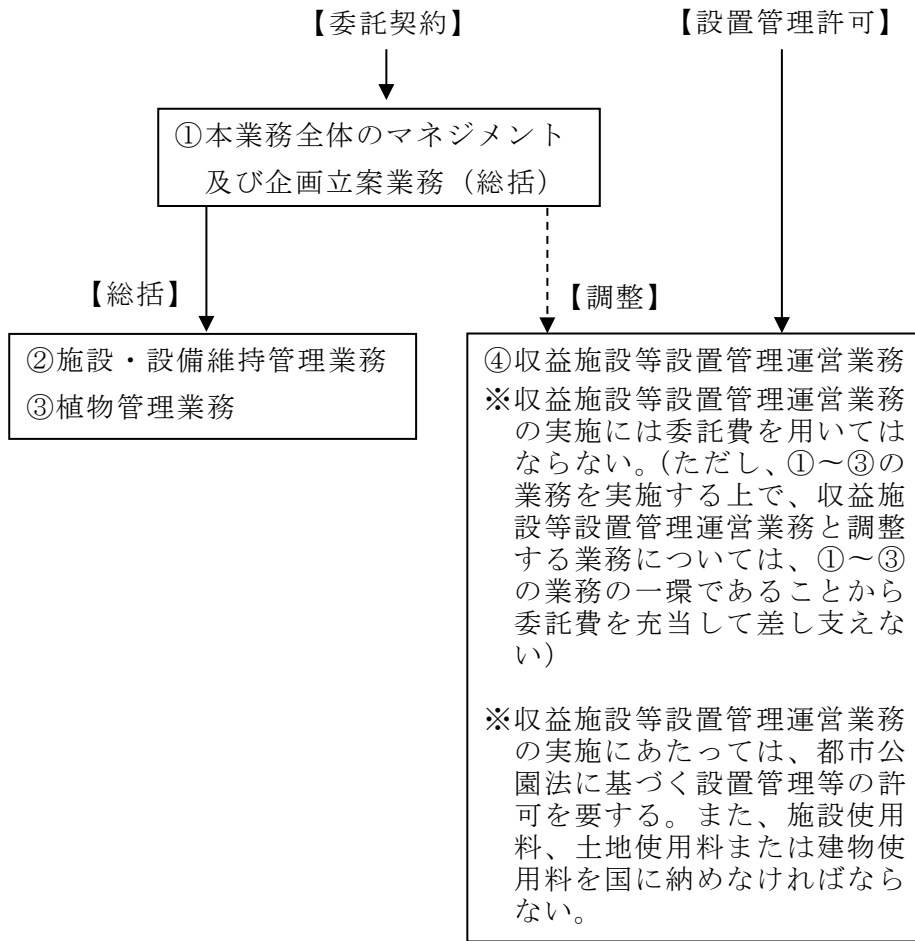 【委託契約】
【設置管理許可】
①本業務全体のマネジメント
及び企画立案業務（総括）
【総括】
【調整】
②施設・設備維持管理業務
③植物管理業務
④収益施設等設置管理運営業務
※収益施設等設置管理運営業務
の実施には委託費を用いては
ならない。（ただし、①～③の
業務を実施する上で、収益施
設等設置管理運営業務と調整
する業務については、①～③
の業務の一環であることから
委託費を充当して差し支えな
い）
※収益施設等設置管理運営業務
の実施にあたっては、都市公
園法に基づく設置管理等の許
可を要する。また、施設使用
料、土地使用料または建物使
用料を国に納めなければなら
ない。